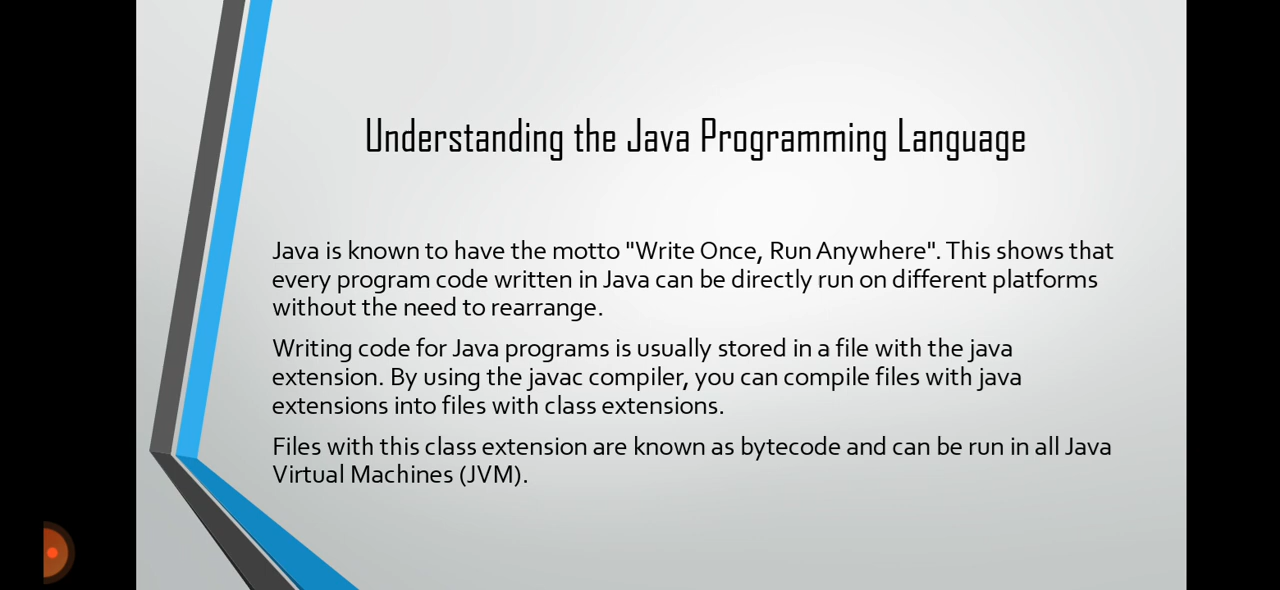 Understanding the Java Programming Language
Java is known to have the motto "Write Once, Run Anywhere". This shows that
every program code written in Java can be directly run on different platforms
without the need to rearrange.
Writing code for Java programs is usually stored in a file with the java
extension. By using the javac compiler, you can compile files with java
extensions into files with class extensions.
Files with this class extension are known as bytecode and can be run in all Java
Virtual Machines (JVM).